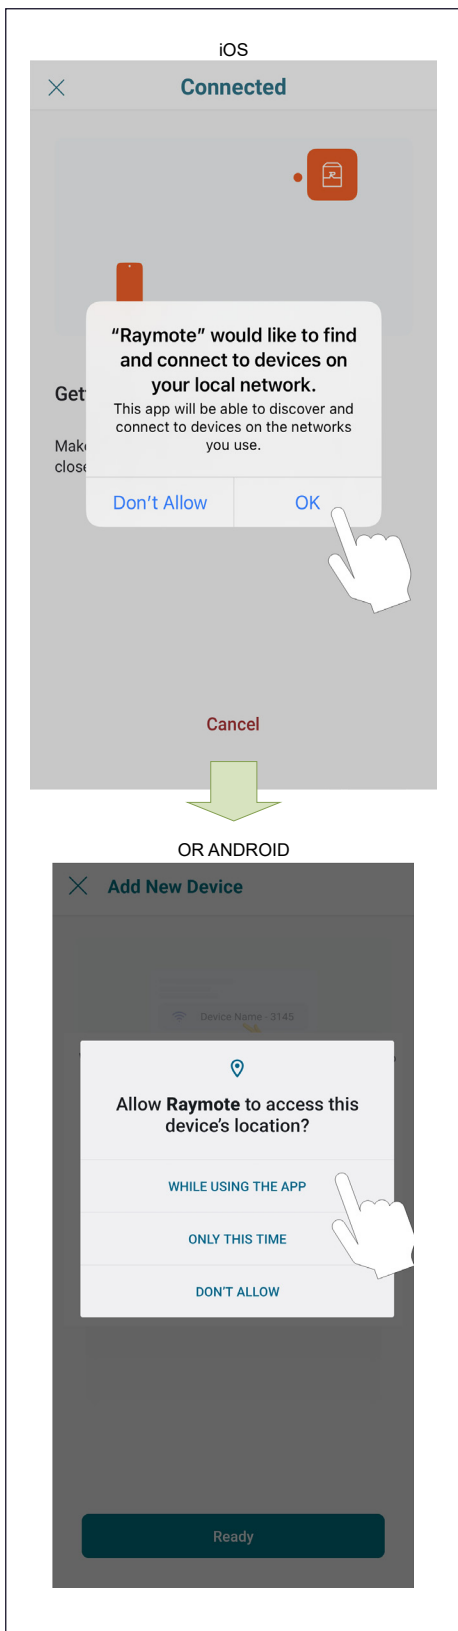 iOS
Connected
“Raymote” would like to find
and connect to devices on
your local network.
This app will be able to discover and
connect to devices on the networks
you use.
Get
Make
close
Don’t Allow
OK
Cancel
OR ANDROID
Add New Device
Device Name - 3145
Allow Raymote to access this
device’s location?
WHILE USING THE APP
ONLY THIS TIME
DON’T ALLOW
Ready